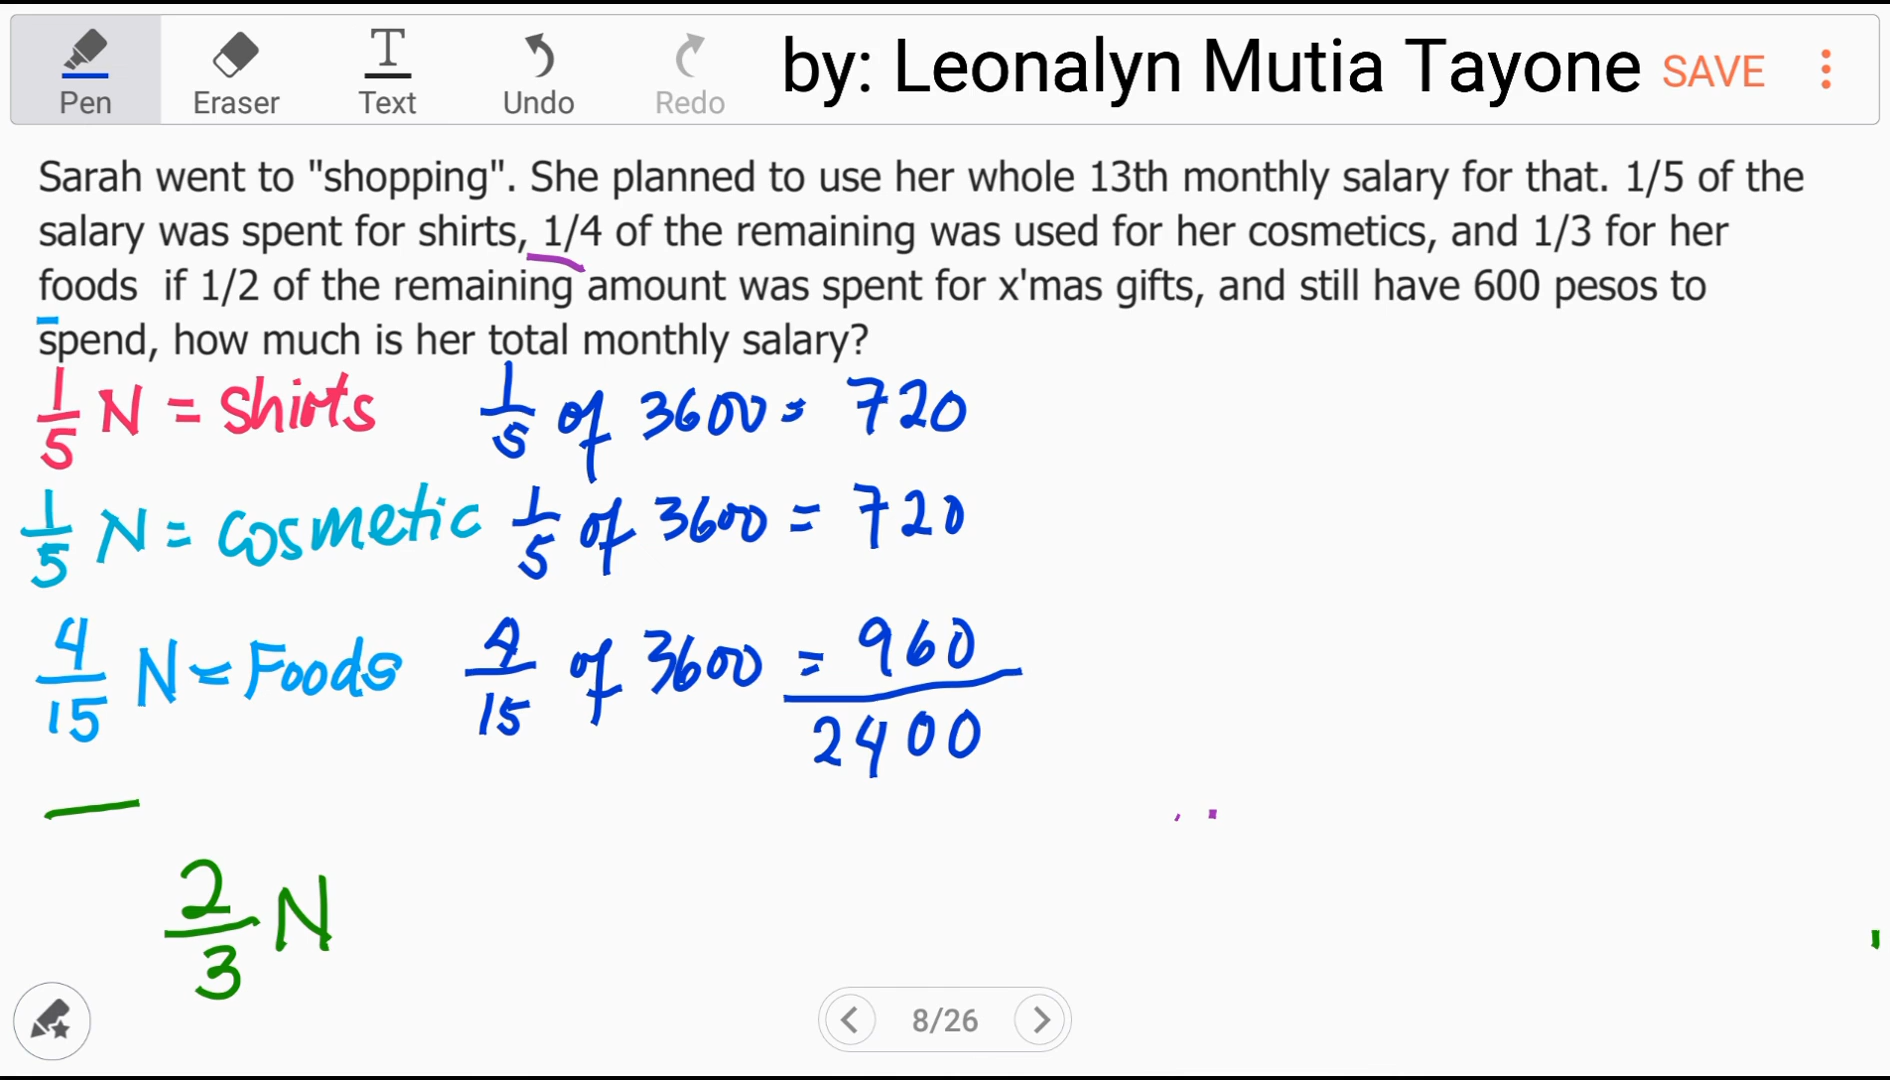 Pen Eraser Text Undo Redo by: Leonalyn Mutia Tayone SAVE
Sarah went to "shopping". She planned to use her whole 13th monthly salary for that. 1/5 of the
salary was spent for shirts, 1/4 of the remaining was used for her cosmetics, and 1/3 for her
foods if 1/2 of the remaining amount was spent for x'mas gifts, and still have 600 pesos to
spend, how much is her total monthly salary?
1/5 N = Shirts 1/5 of 3600 = 720
1/5 N = cosmetic 1/5 of 3600 = 720
4/15 N = Foods 4/15 of 3600 = 960
2400
2/3 N
8/26